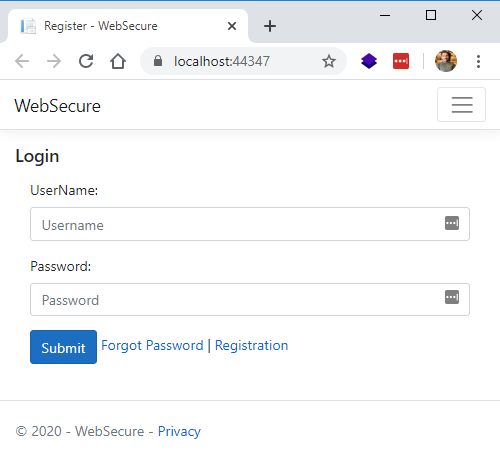 Register - WebSecure
localhost:44347
WebSecure
Login
UserName:
Username
Password:
Password
Submit Forgot Password | Registration
© 2020 - WebSecure - Privacy